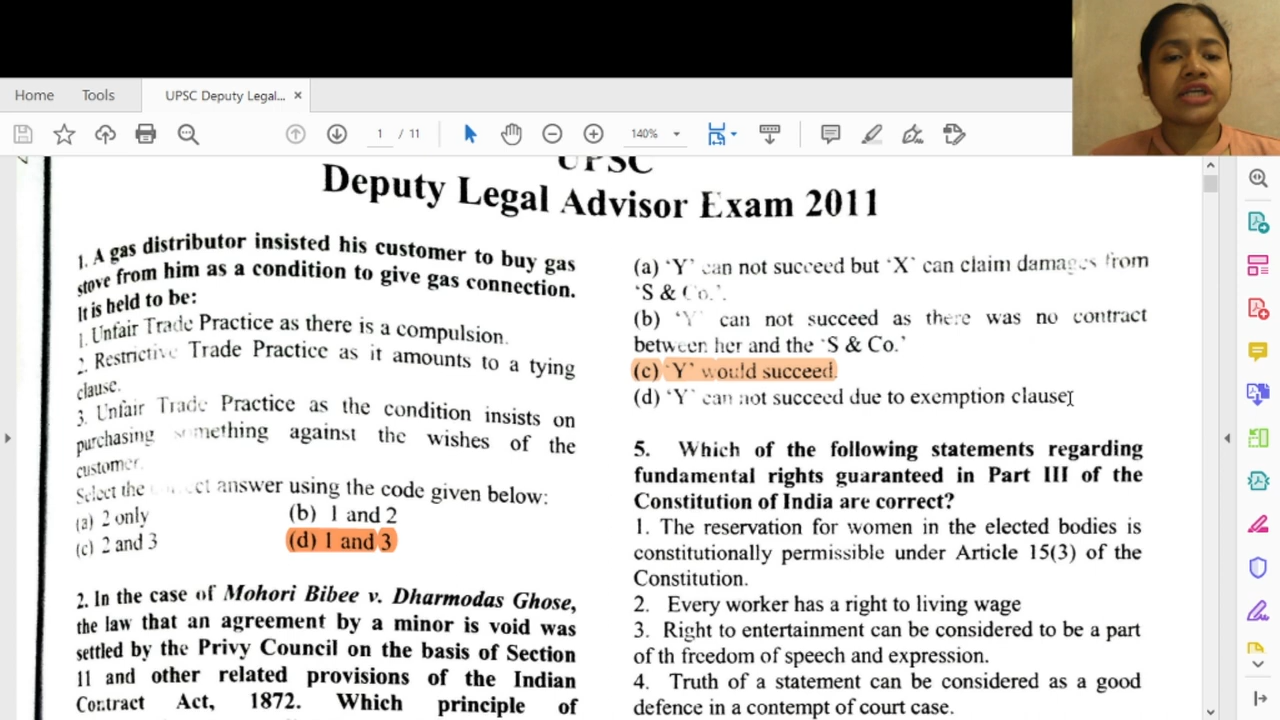 Home
Tools
UPSC Deputy Legal...
×
1 / 11
140%
UPSC
Deputy Legal Advisor Exam 2011
1. A gas distributor insisted his customer to buy gas
stove from him as a condition to give gas connection.
It is held to be:
1. Unfair Trade Practice as there is a compulsion.
2. Restrictive Trade Practice as it amounts to a tying
clause.
3. Unfair Trade Practice as the condition insists on
purchasing something against the wishes of the
customer.
Select the correct answer using the code given below:
(a) 2 only
(b) 1 and 2
(c) 2 and 3
(d) 1 and 3
2. In the case of Mohori Bibee v. Dharmodas Ghose,
the law that an agreement by a minor is void was
settled by the Privy Council on the basis of Section
11 and other related provisions of the Indian
Contract Act, 1872. Which principle of
(a) ‘Y’ can not succeed but ‘X’ can claim damages from
‘S & Co.’.
(b) ‘Y’ can not succeed as there was no contract
between her and the ‘S & Co.’
(c) ‘Y’ would succeed.
(d) ‘Y’ can not succeed due to exemption clause
5. Which of the following statements regarding
fundamental rights guaranteed in Part III of the
Constitution of India are correct?
1. The reservation for women in the elected bodies is
constitutionally permissible under Article 15(3) of the
Constitution.
2. Every worker has a right to living wage
3. Right to entertainment can be considered to be a part
of th freedom of speech and expression.
4. Truth of a statement can be considered as a good
defence in a contempt of court case.